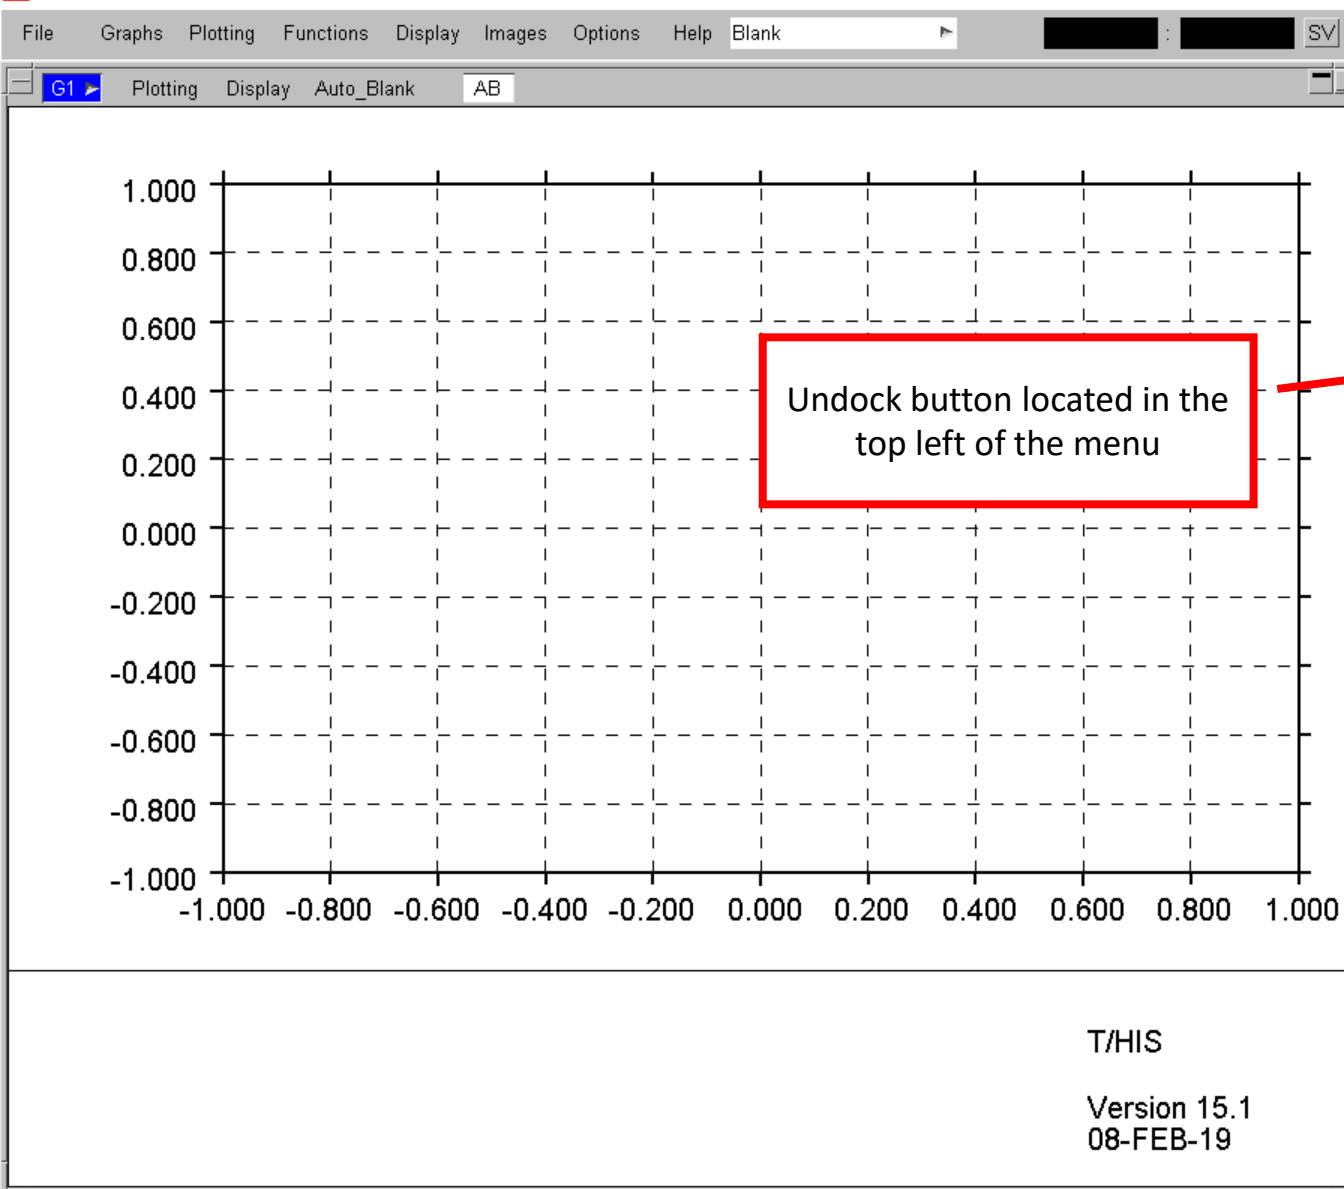 File Graphs Plotting Functions Display Images Options Help Blank : SV
G1 Plotting Display Auto_Blank AB
1.000
0.800
0.600
Undock button located in the
top left of the menu
0.400
0.200
0.000
-0.200
-0.400
-0.600
-0.800
-1.000
-1.000 -0.800 -0.600 -0.400 -0.200 0.000 0.200 0.400 0.600 0.800 1.000
T/HIS
Version 15.1
08-FEB-19